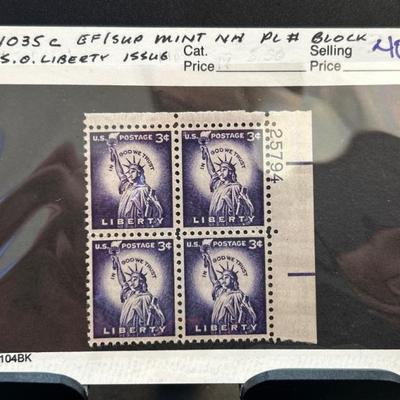 1035c EF/SUP MINT NH PL# BLOCK
S.O. LIBERTY ISSUE
Cat.
Price
Selling
Price
U.S. POSTAGE 3¢
IN GOD WE TRUST
LIBERTY
U.S. POSTAGE 3¢
IN GOD WE TRUST
LIBERTY
25794
U.S. POSTAGE 3¢
IN GOD WE TRUST
LIBERTY
U.S. POSTAGE 3¢
IN GOD WE TRUST
LIBERTY
104BK